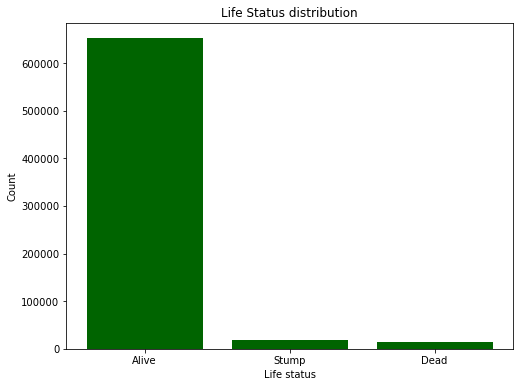 Life Status distribution
600000
500000
400000
300000
200000
100000
0
Count
Alive
Stump
Dead
Life status